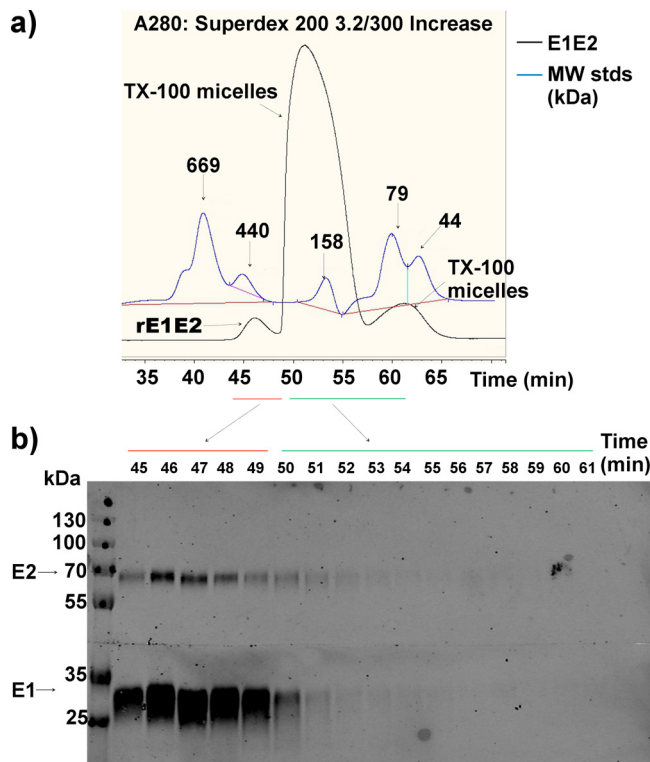 a)
A280: Superdex 200 3.2/300 Increase
E1E2
MW stds
(kDa)
TX-100 micelles
669
440
158
79
44
TX-100
micelles
rE1E2
35 40 45 50 55 60 65 Time (min)
b)
Time
(min)
45 46 47 48 49 50 51 52 53 54 55 56 57 58 59 60 61
kDa
130
100
E2
70
55
35
E1
25